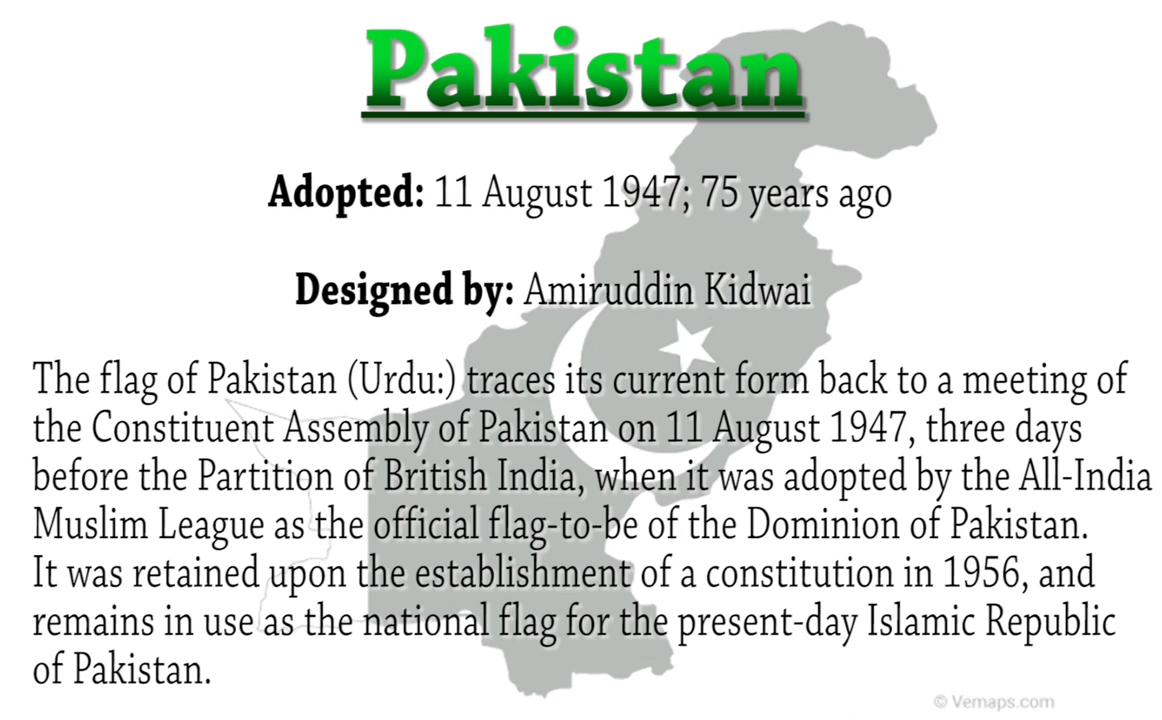 Pakistan
Adopted: 11 August 1947; 75 years ago
Designed by: Amiruddin Kidwai
The flag of Pakistan (Urdu:) traces its current form back to a meeting of
the Constituent Assembly of Pakistan on 11 August 1947, three days
before the Partition of British India, when it was adopted by the All-India
Muslim League as the official flag-to-be of the Dominion of Pakistan.
It was retained upon the establishment of a constitution in 1956, and
remains in use as the national flag for the present-day Islamic Republic
of Pakistan.
© Vemaps.com